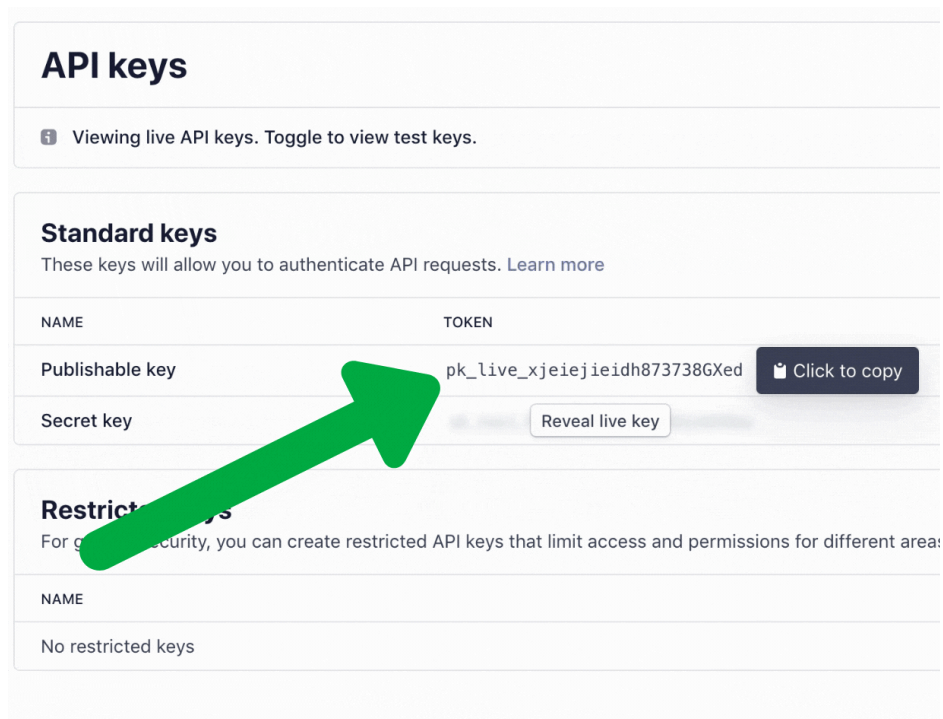 API keys
Viewing live API keys. Toggle to view test keys.
Standard keys
These keys will allow you to authenticate API requests. Learn more
NAME TOKEN
Publishable key pk_live_xjeiejieidh873738GXed Click to copy
Secret key Reveal live key
For security, you can create restricted API keys that limit access and permissions for different areas
NAME
No restricted keys